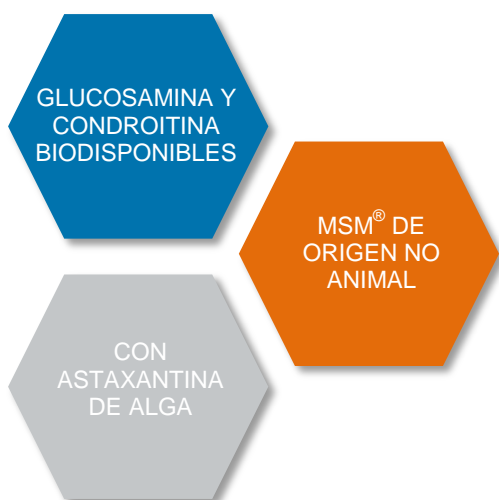 GLUCOSAMINA Y
CONDROITINA
BIODISPONIBLES
MSM® DE
ORIGEN NO
ANIMAL
CON
ASTAXANTINA
DE ALGA